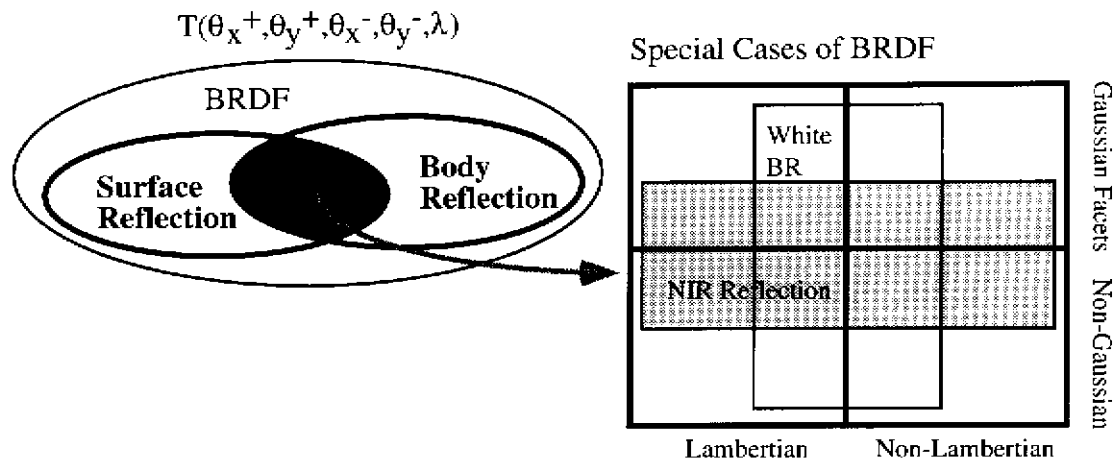 T(θx+,θy+,θx-,θy-,λ)
BRDF
Surface
Reflection
Body
Reflection
Special Cases of BRDF
White
BR
NIR Reflection
Gaussian Facets
Non-Gaussian
Lambertian
Non-Lambertian